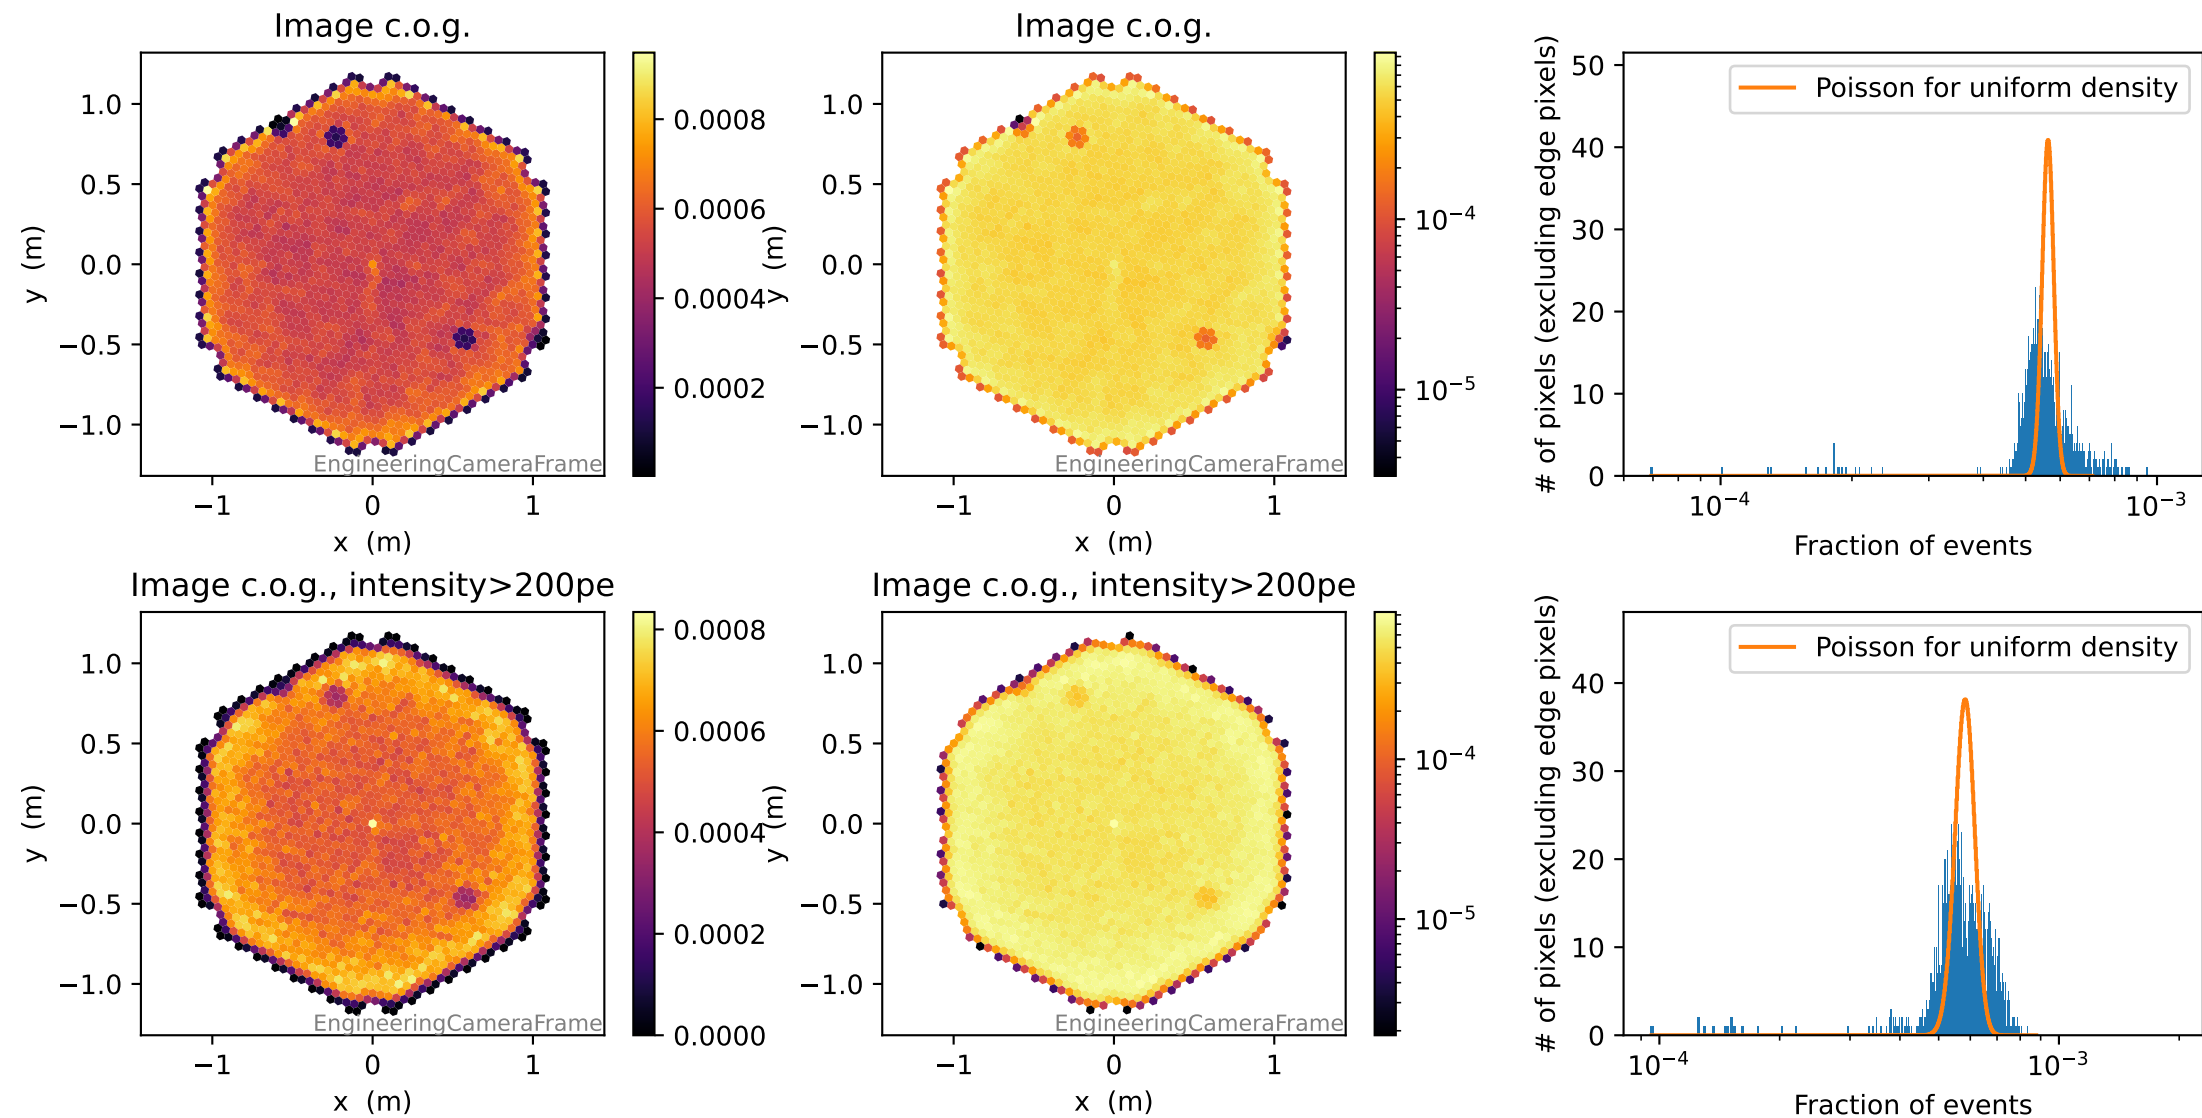 Image c.o.g.
1.0
0.5
0.0
−0.5
−1.0
y (m)
−1
0
1
x (m)
EngineeringCameraFrame
0.0008
0.0006
0.0004
0.0002
Image c.o.g.
1.0
0.5
0.0
−0.5
−1.0
y (m)
−1
0
1
x (m)
EngineeringCameraFrame
10−4
10−5
Poisson for uniform density
50
40
30
20
10
0
# of pixels (excluding edge pixels)
10−4
10−3
Fraction of events
Image c.o.g., intensity>200pe
1.0
0.5
0.0
−0.5
−1.0
y (m)
−1
0
1
x (m)
EngineeringCameraFrame
0.0008
0.0006
0.0004
0.0002
0.0000
Image c.o.g., intensity>200pe
1.0
0.5
0.0
−0.5
−1.0
y (m)
−1
0
1
x (m)
EngineeringCameraFrame
10−4
10−5
Poisson for uniform density
40
30
20
10
0
# of pixels (excluding edge pixels)
10−4
10−3
Fraction of events